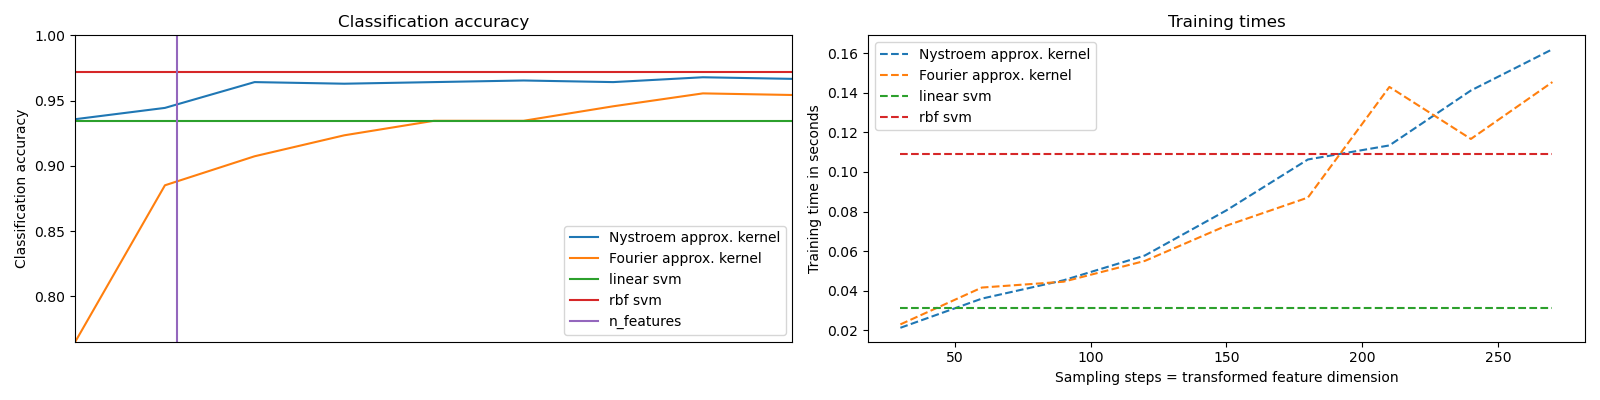 Classification accuracy
Classification accuracy
1.00
0.95
0.90
0.85
0.80
Nystroem approx. kernel
Fourier approx. kernel
linear svm
rbf svm
n_features
Training times
Training time in seconds
0.16
0.14
0.12
0.10
0.08
0.06
0.04
0.02
Nystroem approx. kernel
Fourier approx. kernel
linear svm
rbf svm
50
100
150
200
250
Sampling steps = transformed feature dimension